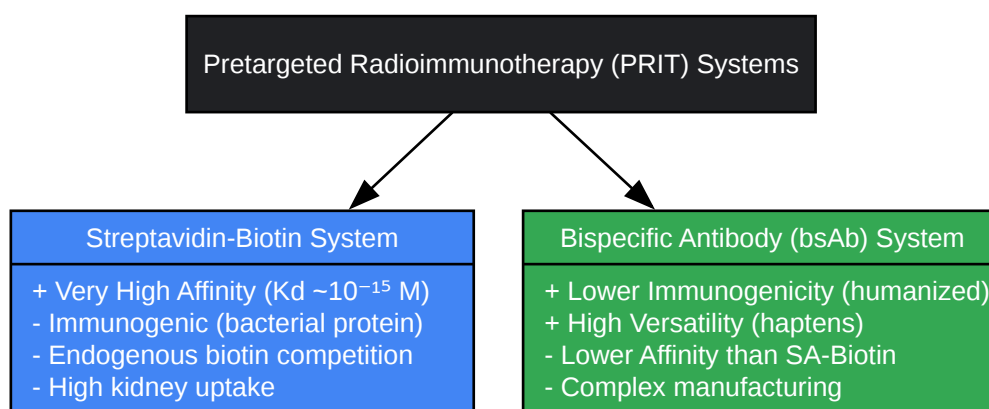 Pretargeted Radioimmunotherapy (PRIT) Systems
Streptavidin-Biotin System
+ Very High Affinity (Kd ~10⁻¹⁵ M)
- Immunogenic (bacterial protein)
- Endogenous biotin competition
- High kidney uptake
Bispecific Antibody (bsAb) System
+ Lower Immunogenicity (humanized)
+ High Versatility (haptens)
- Lower Affinity than SA-Biotin
- Complex manufacturing